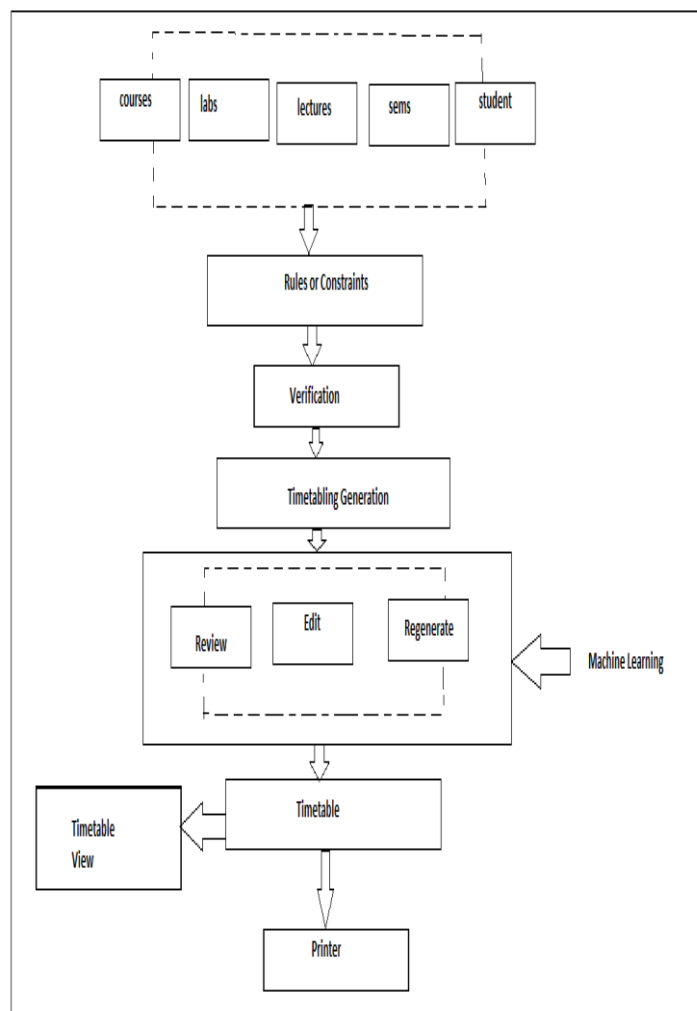 courses
labs
lectures
sems
student
Rules or Constraints
Verification
Timetabling Generation
Review
Edit
Regenerate
Machine Learning
Timetable
Timetable
View
Printer